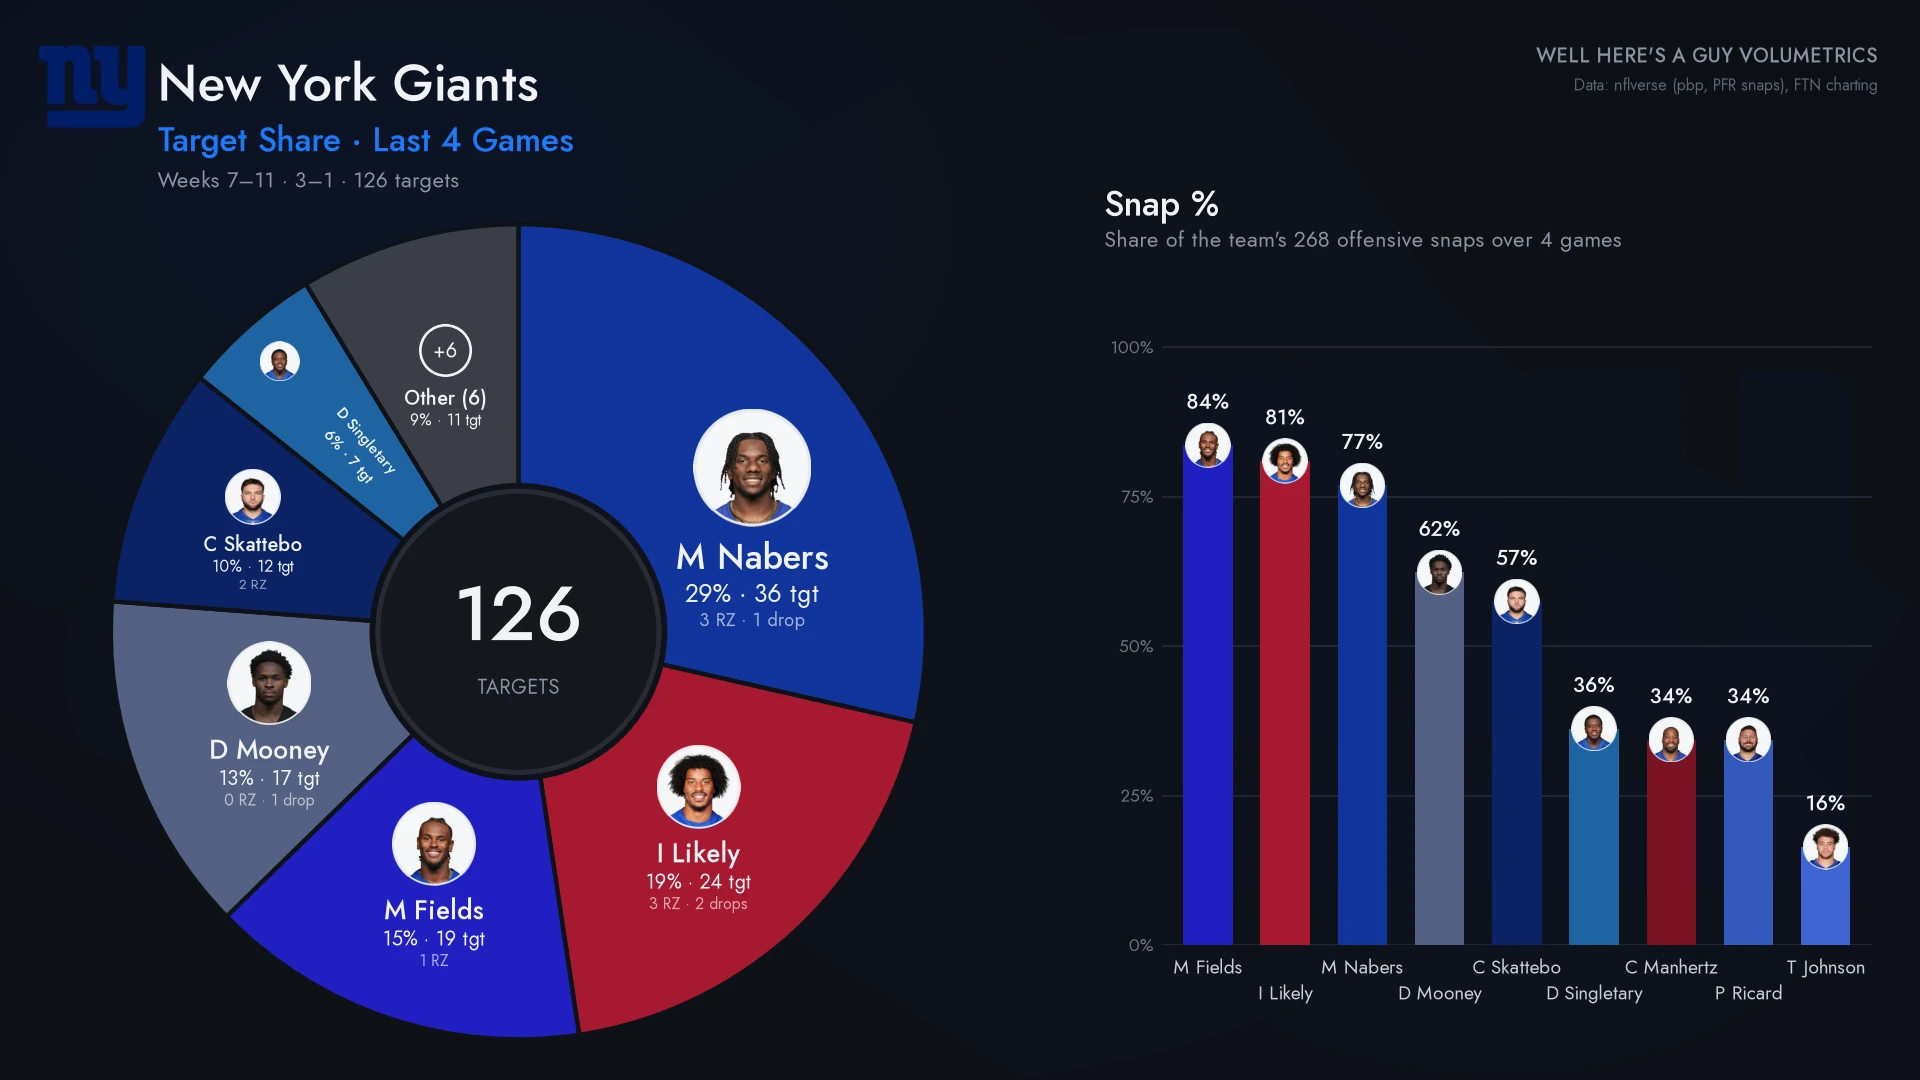 ny
New York Giants
Target Share · Last 4 Games
Weeks 7–11 · 3–1 · 126 targets
WELL HERE'S A GUY VOLUMETRICS
Data: nflverse (pbp, PFR snaps), FTN charting
+6
Other (6)
9% · 11 tgt
D Singletary
6% · 7 tgt
C Skattebo
10% · 12 tgt
2 RZ
M Nabers
29% · 36 tgt
3 RZ · 1 drop
126
TARGETS
D Mooney
13% · 17 tgt
0 RZ · 1 drop
I Likely
19% · 24 tgt
3 RZ · 2 drops
M Fields
15% · 19 tgt
1 RZ
Snap %
Share of the team's 268 offensive snaps over 4 games
100%
75%
50%
25%
0%
84%
81%
77%
62%
57%
36%
34%
34%
16%
M Fields
I Likely
M Nabers
D Mooney
C Skattebo
D Singletary
C Manhertz
P Ricard
T Johnson